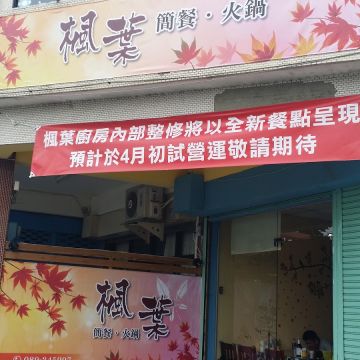 楓葉 簡餐·火鍋
楓葉廚房內部整修將以全新餐點呈現
預計於4月初試營運敬請期待
楓葉
簡餐·火鍋